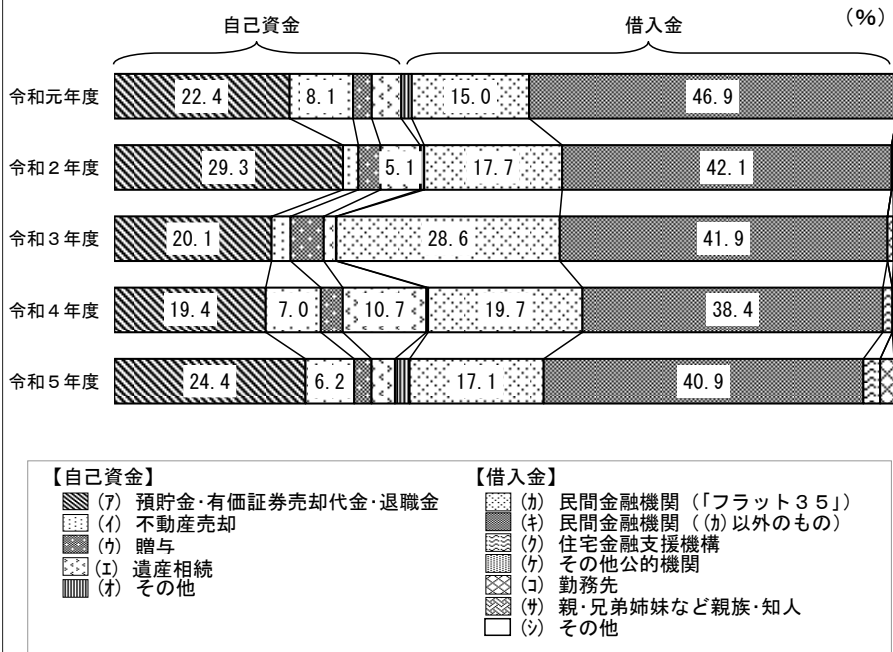 (%)
自己資金 借入金
令和元年度 22.4 8.1 15.0 46.9
令和２年度 29.3 5.1 17.7 42.1
令和３年度 20.1 28.6 41.9
令和４年度 19.4 7.0 10.7 19.7 38.4
令和５年度 24.4 6.2 17.1 40.9
【自己資金】
(ｱ) 預貯金･有価証券売却代金･退職金
(ｲ) 不動産売却
(ｳ) 贈与
(ｴ) 遺産相続
(ｵ) その他
【借入金】
(ｶ) 民間金融機関（｢フラット３５｣）
(ｷ) 民間金融機関（(ｶ)以外のもの）
(ｸ) 住宅金融支援機構
(ｹ) その他公的機関
(ｺ) 勤務先
(ｻ) 親･兄弟姉妹など親族･知人
(ｼ) その他